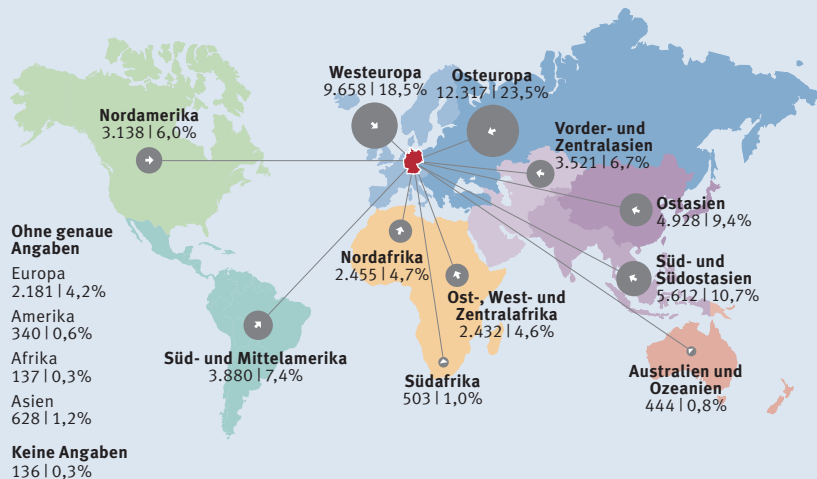 Westeuropa
9.658 | 18,5%
Osteuropa
12.317 | 23,5%
Nordamerika
3.138 | 6,0%
Vorder- und
Zentralasien
3.521 | 6,7%
Ostasien
4.928 | 9,4%
Ohne genaue
Angaben
Europa
2.181 | 4,2%
Amerika
340 | 0,6%
Afrika
137 | 0,3%
Asien
628 | 1,2%
Keine Angaben
136 | 0,3%
Nordafrika
2.455 | 4,7%
Ost-, West- und
Zentralafrika
2.432 | 4,6%
Süd- und
Südostasien
5.612 | 10,7%
Süd- und Mittelamerika
3.880 | 7,4%
Südafrika
503 | 1,0%
Australien und
Ozeanien
444 | 0,8%